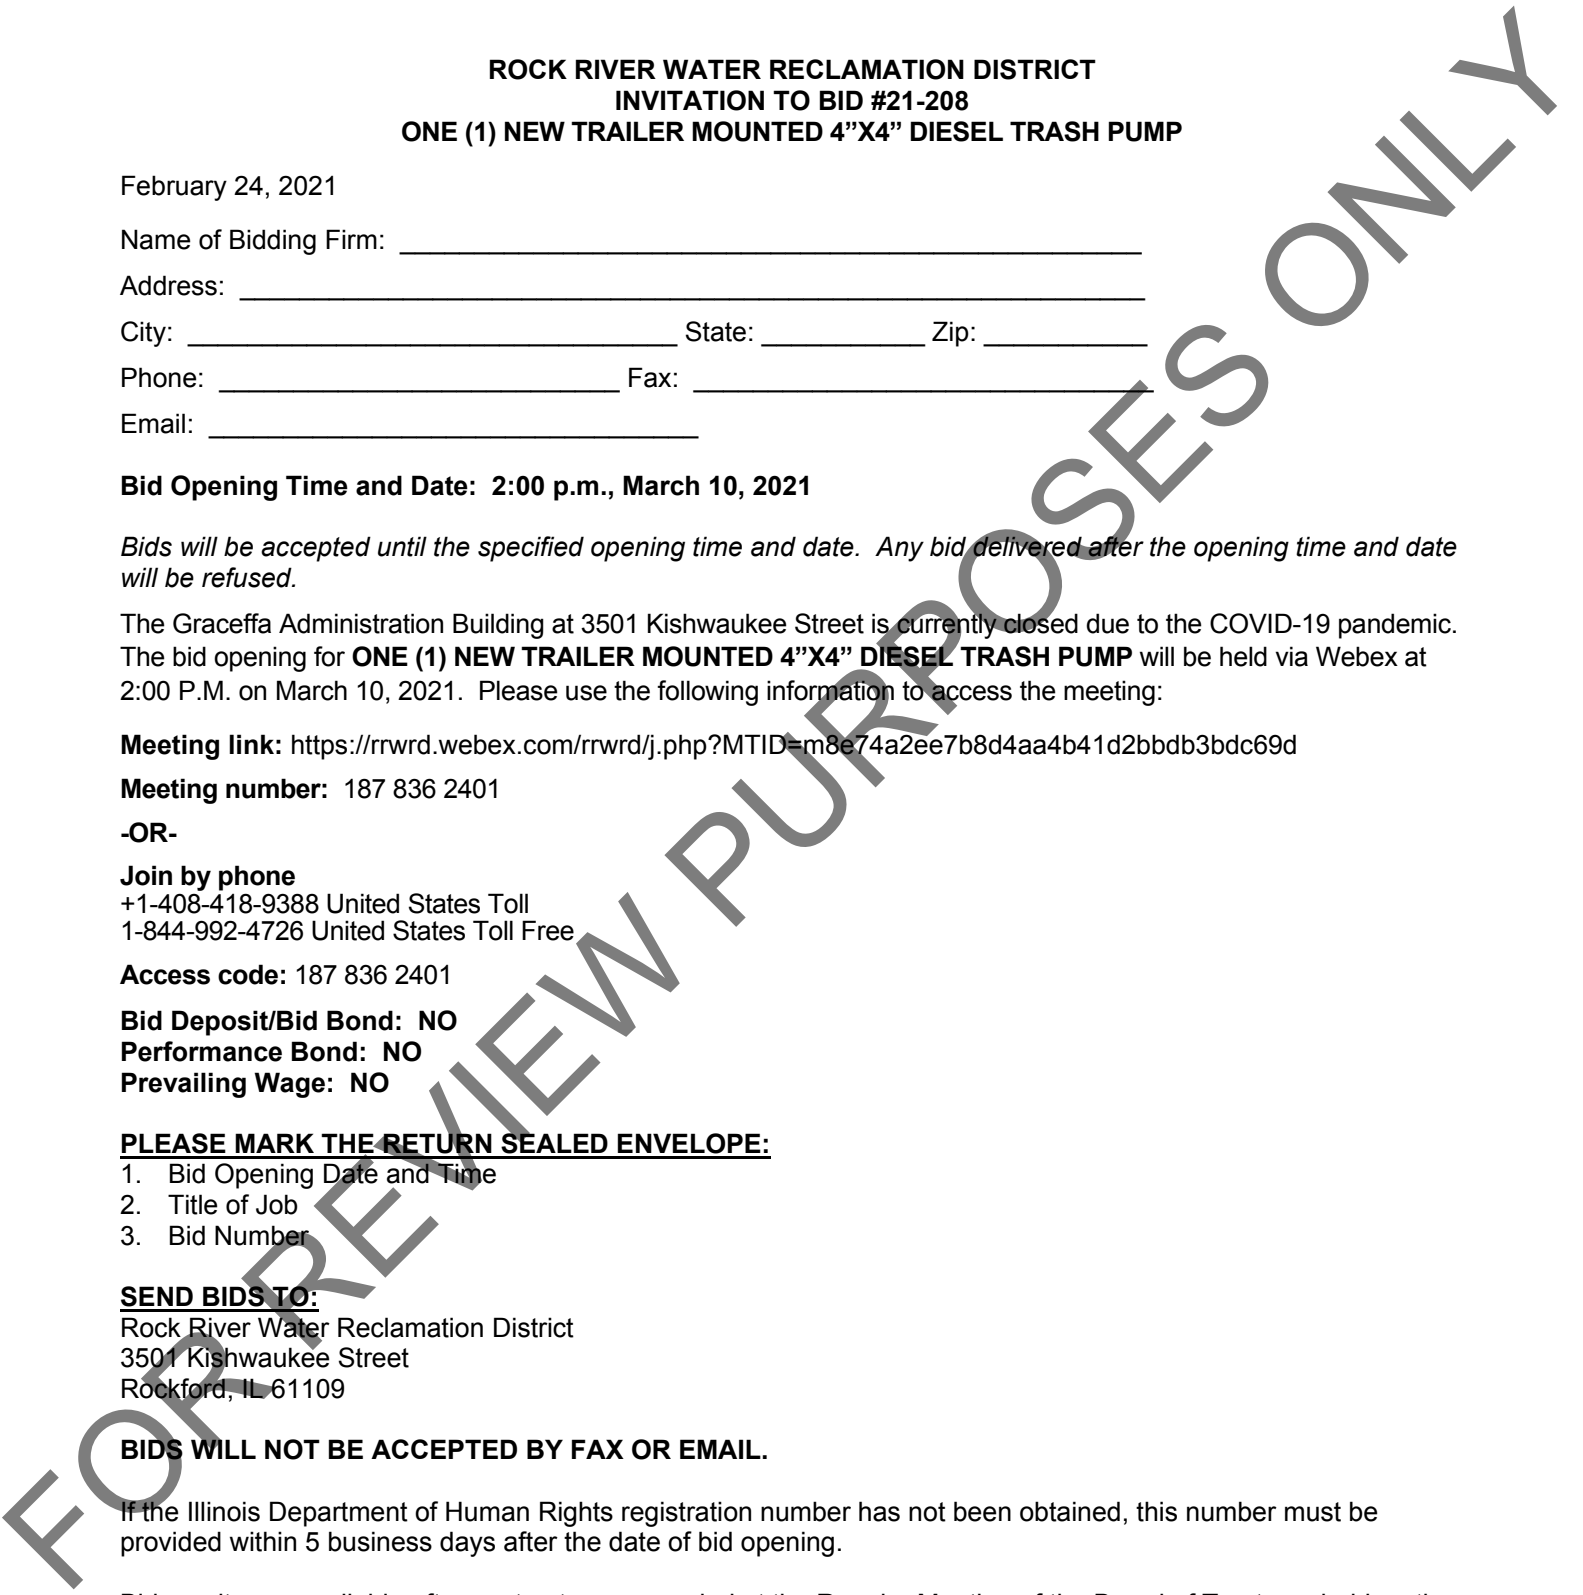 ROCK RIVER WATER RECLAMATION DISTRICT
INVITATION TO BID #21-208
ONE (1) NEW TRAILER MOUNTED 4”X4” DIESEL TRASH PUMP
February 24, 2021
Name of Bidding Firm: ____________________
Address: ____________________
City: ____________________ State: __________ Zip: __________
Phone: ____________________ Fax: ____________________
Email: ____________________
Bid Opening Time and Date: 2:00 p.m., March 10, 2021
Bids will be accepted until the specified opening time and date. Any bid delivered after the opening time and date
will be refused.
The Graceffa Administration Building at 3501 Kishwaukee Street is currently closed due to the COVID-19 pandemic.
The bid opening for ONE (1) NEW TRAILER MOUNTED 4”X4” DIESEL TRASH PUMP will be held via Webex at
2:00 P.M. on March 10, 2021. Please use the following information to access the meeting:
Meeting link: https://rrwrd.webex.com/rrwrd/j.php?MTID=m8e74a2ee7b8d4aa4b41d2bbdb3bdc69d
Meeting number: 187 836 2401
-OR-
Join by phone
+1-408-418-9388 United States Toll
1-844-992-4726 United States Toll Free
Access code: 187 836 2401
Bid Deposit/Bid Bond: NO
Performance Bond: NO
Prevailing Wage: NO
PLEASE MARK THE RETURN SEALED ENVELOPE:
1. Bid Opening Date and Time
2. Title of Job
3. Bid Number
SEND BIDS TO:
Rock River Water Reclamation District
3501 Kishwaukee Street
Rockford, IL 61109
BIDS WILL NOT BE ACCEPTED BY FAX OR EMAIL.
If the Illinois Department of Human Rights registration number has not been obtained, this number must be
provided within 5 business days after the date of bid opening.
FOR REVIEW PURPOSES ONLY